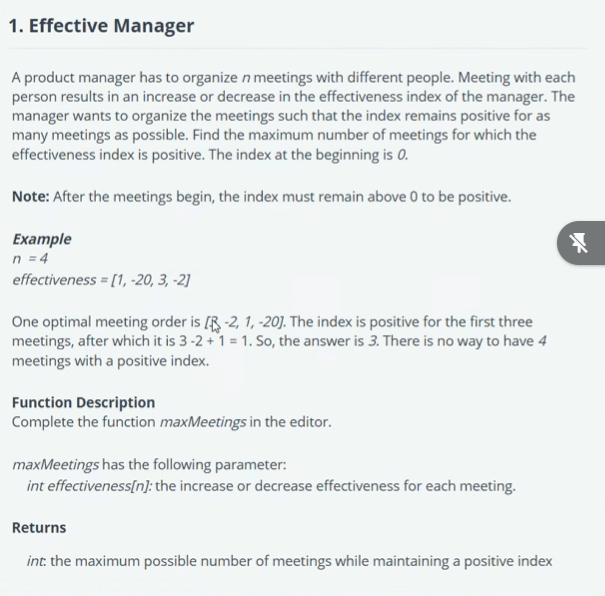 1. Effective Manager
A product manager has to organize n meetings with different people. Meeting with each
person results in an increase or decrease in the effectiveness index of the manager. The
manager wants to organize the meetings such that the index remains positive for as
many meetings as possible. Find the maximum number of meetings for which the
effectiveness index is positive. The index at the beginning is 0.
Note: After the meetings begin, the index must remain above 0 to be positive.
Example
n = 4
effectiveness = [1, -20, 3, -2]
One optimal meeting order is [3, -2, 1, -20]. The index is positive for the first three
meetings, after which it is 3 -2 + 1 = 1. So, the answer is 3. There is no way to have 4
meetings with a positive index.
Function Description
Complete the function maxMeetings in the editor.
maxMeetings has the following parameter:
int effectiveness[n]: the increase or decrease effectiveness for each meeting.
Returns
int: the maximum possible number of meetings while maintaining a positive index